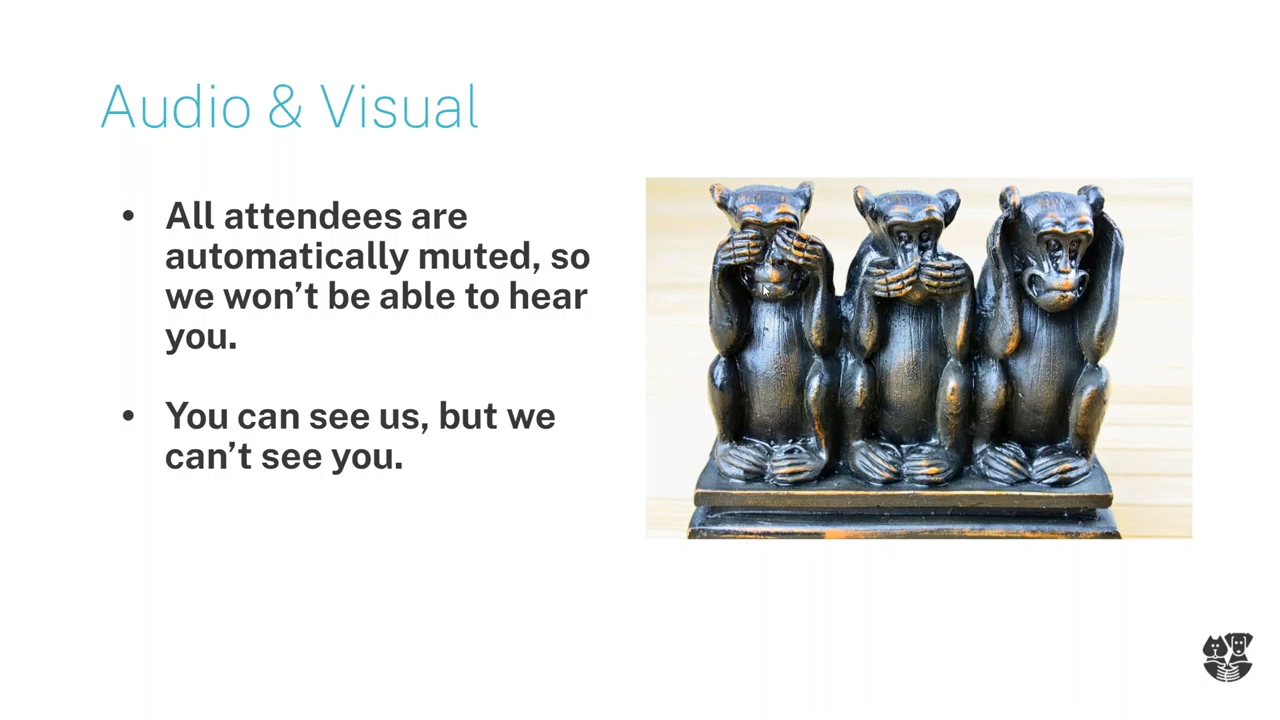 Audio & Visual
• All attendees are
automatically muted, so
we won’t be able to hear
you.
• You can see us, but we
can’t see you.